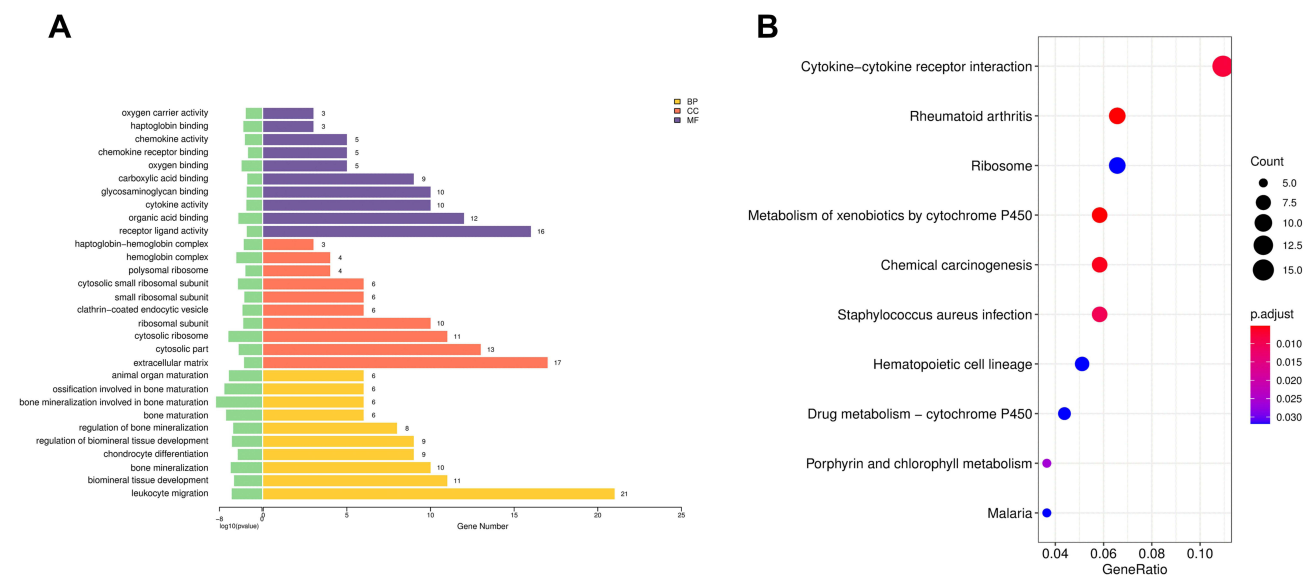 A
BP
CC
MF
oxygen carrier activity 3
haptoglobin binding 3
chemokine activity 5
chemokine receptor binding 5
oxygen binding 5
carboxylic acid binding 9
glycosaminoglycan binding 10
cytokine activity 10
organic acid binding 12
receptor ligand activity 16
haptoglobin−hemoglobin complex 3
hemoglobin complex 4
polysomal ribosome 4
cytosolic small ribosomal subunit 6
small ribosomal subunit 6
clathrin−coated endocytic vesicle 6
ribosomal subunit 10
cytosolic ribosome 11
cytosolic part 13
extracellular matrix 17
animal organ maturation 6
ossification involved in bone maturation 6
bone mineralization involved in bone maturation 6
bone maturation 6
regulation of bone mineralization 8
regulation of biomineral tissue development 9
chondrocyte differentiation 9
bone mineralization 10
biomineral tissue development 11
leukocyte migration 21
−8 0 0 5 10 15 20 25
log10(pvalue)
Gene Number
B
Cytokine−cytokine receptor interaction
Rheumatoid arthritis
Ribosome
Metabolism of xenobiotics by cytochrome P450
Chemical carcinogenesis
Staphylococcus aureus infection
Hematopoietic cell lineage
Drug metabolism − cytochrome P450
Porphyrin and chlorophyll metabolism
Malaria
0.04 0.06 0.08 0.10
GeneRatio
Count
5.0
7.5
10.0
12.5
15.0
p.adjust
0.010
0.015
0.020
0.025
0.030